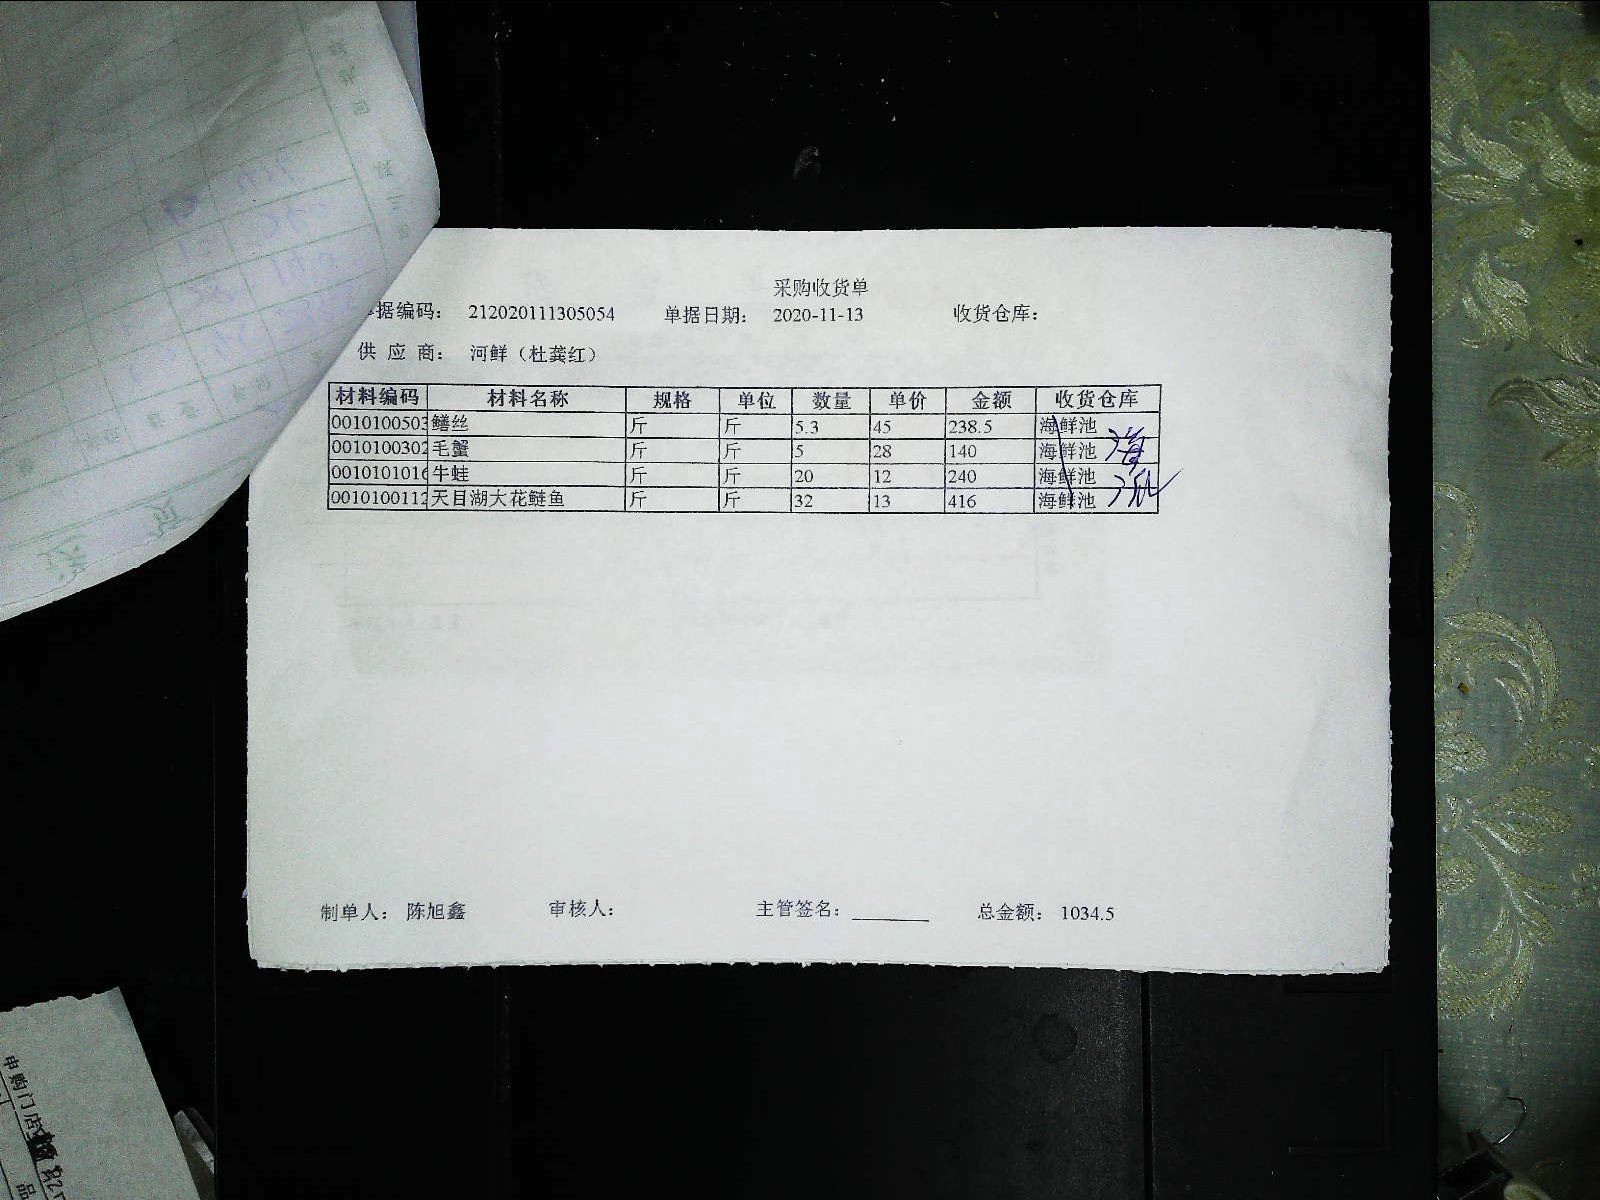 采购收货单
据编码： 212020111305054 单据日期： 2020-11-13 收货仓库：
供 应 商： 河鲜（杜龚红）
材料编码 材料名称 规格 单位 数量 单价 金额 收货仓库
0010100503 鳝丝 斤 斤 5.3 45 238.5 海鲜池
0010100302 毛蟹 斤 斤 5 28 140 海鲜池
0010101016 牛蛙 斤 斤 20 12 240 海鲜池
0010100112 天目湖大花鲢鱼 斤 斤 32 13 416 海鲜池
制单人： 陈旭鑫 审核人： 主管签名： ________ 总金额： 1034.5
申购门店
品